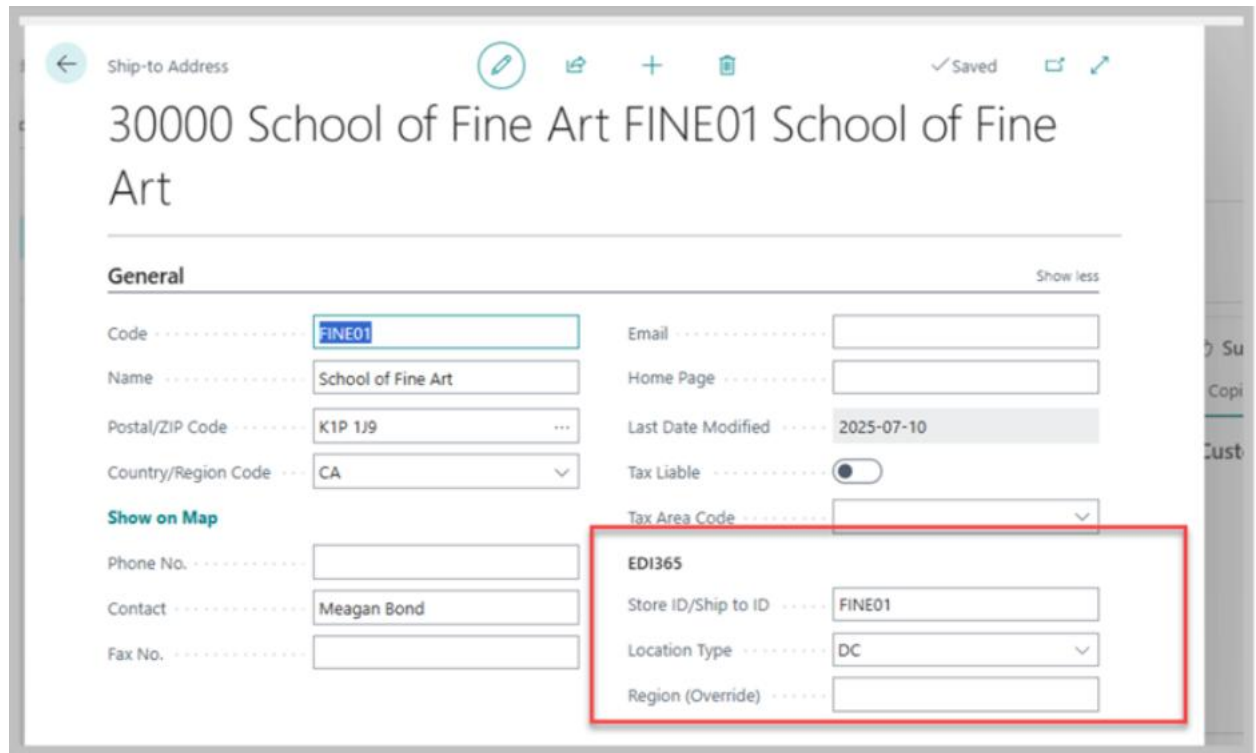 Ship-to Address
Saved
30000 School of Fine Art FINE01 School of Fine
Art
General
Show less
Code FINE01
Name School of Fine Art
Postal/ZIP Code K1P 1J9 ...
Country/Region Code CA
Show on Map
Phone No.
Contact Meagan Bond
Fax No.
Email
Home Page
Last Date Modified 2025-07-10
Tax Liable
Tax Area Code
EDI365
Store ID/Ship to ID FINE01
Location Type DC
Region (Override)
Su
Copi
Cust